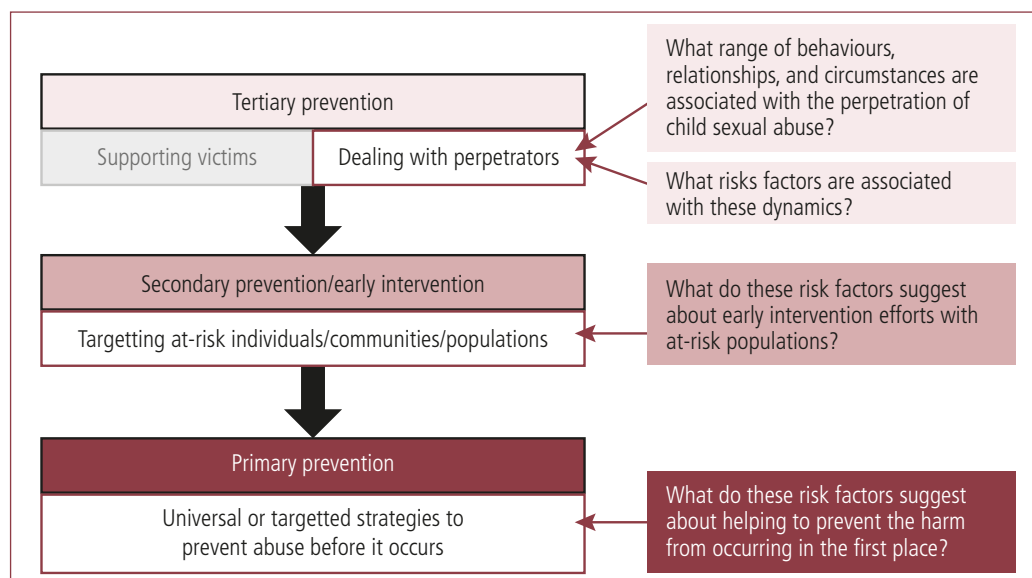 Tertiary prevention
Supporting victims
Dealing with perpetrators
What range of behaviours,
relationships, and circumstances are
associated with the perpetration of
child sexual abuse?
What risks factors are associated
with these dynamics?
Secondary prevention/early intervention
Targetting at-risk individuals/communities/populations
What do these risk factors suggest
about early intervention efforts with
at-risk populations?
Primary prevention
Universal or targetted strategies to
prevent abuse before it occurs
What do these risk factors suggest
about helping to prevent the harm
from occurring in the first place?